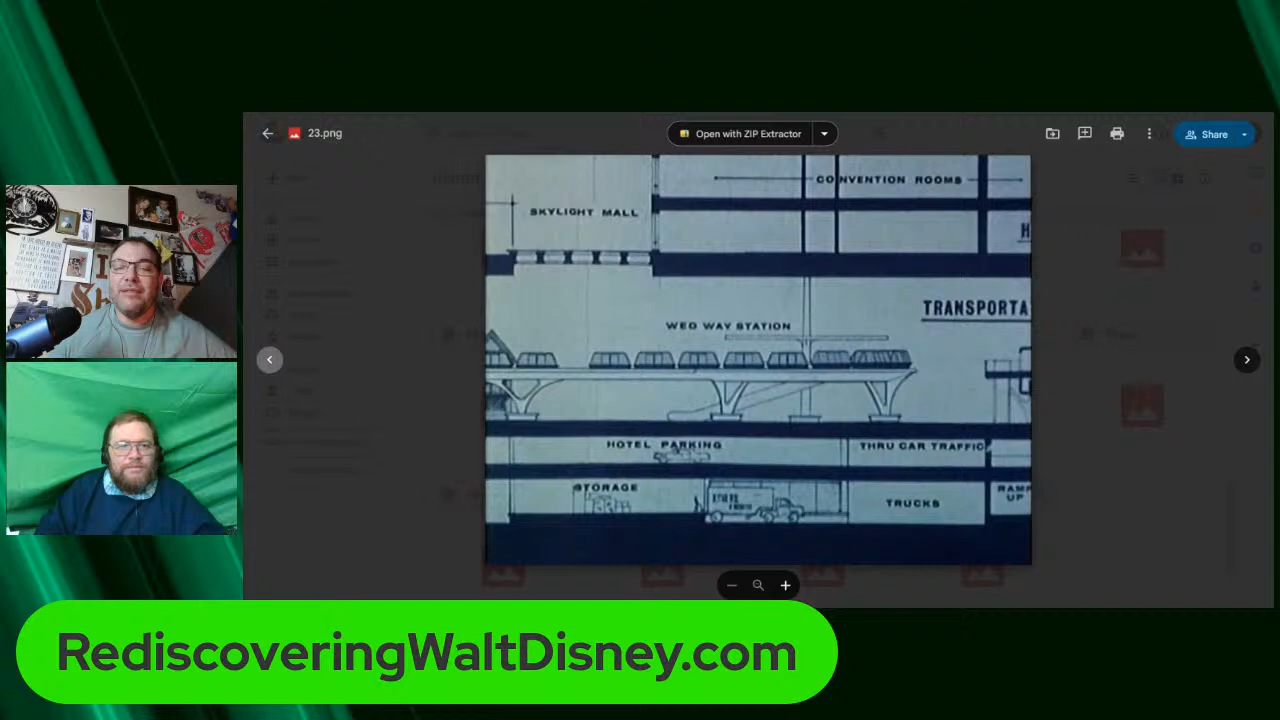 23.png
Open with ZIP Extractor
Share
CONVENTION ROOMS
SKYLIGHT MALL
H
TRANSPORTA
WED WAY STATION
HOTEL PARKING
THRU CAR TRAFFIC
STORAGE
TRUCKS
RAMP
UP
RediscoveringWaltDisney.com